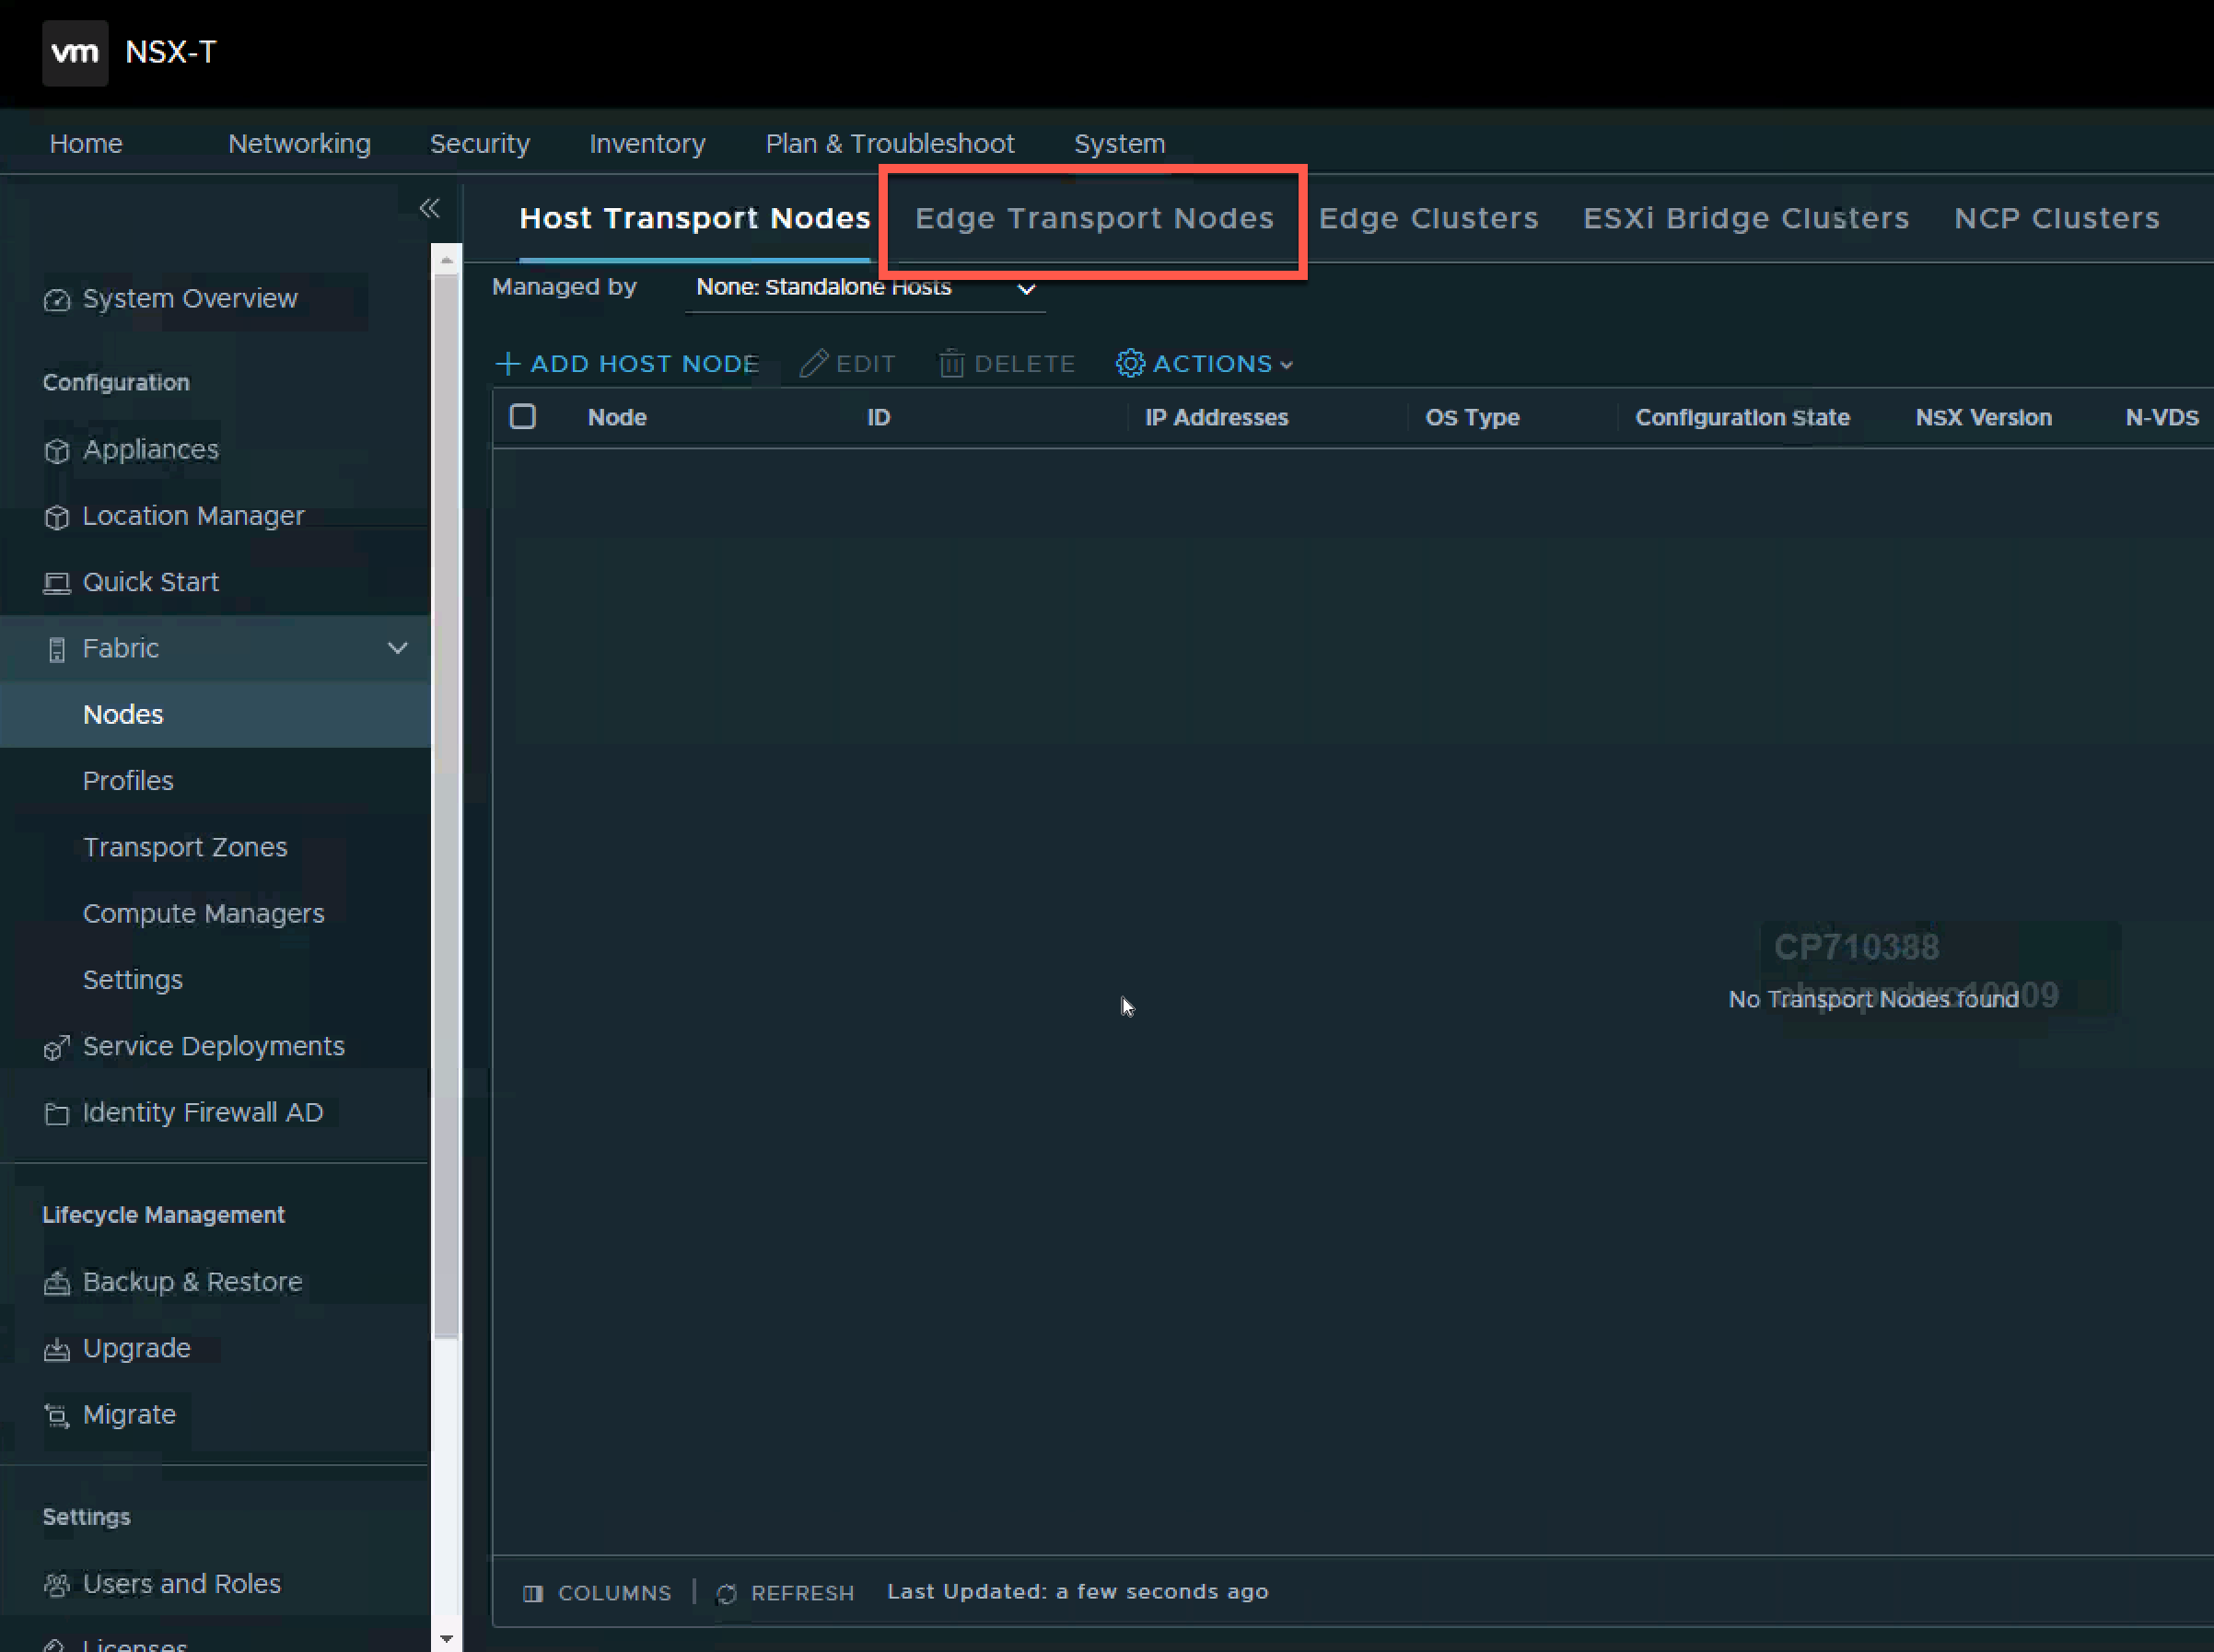 vm NSX-T
Home Networking Security Inventory Plan & Troubleshoot System
Host Transport Nodes Edge Transport Nodes Edge Clusters ESXi Bridge Clusters NCP Clusters
Managed by None: Standalone Hosts
ADD HOST NODE EDIT DELETE ACTIONS
Node ID IP Addresses OS Type Configuration State NSX Version N-VDS
System Overview
Configuration
Appliances
Location Manager
Quick Start
Fabric
Nodes
Profiles
Transport Zones
Compute Managers
Settings
Service Deployments
Identity Firewall AD
Lifecycle Management
Backup & Restore
Upgrade
Migrate
Settings
Users and Roles
Licenses
CP710388
No Transport Nodes found
COLUMNS | REFRESH Last Updated: a few seconds ago